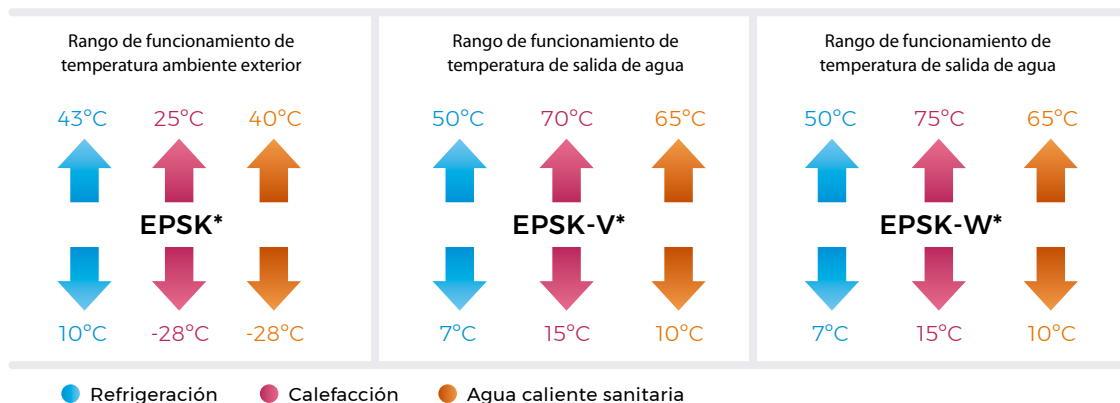 Rango de funcionamiento de
temperatura ambiente exterior
43°C 25°C 40°C
EPSK*
10°C -28°C -28°C
Rango de funcionamiento de
temperatura de salida de agua
50°C 70°C 65°C
EPSK-V*
7°C 15°C 10°C
Rango de funcionamiento de
temperatura de salida de agua
50°C 75°C 65°C
EPSK-W*
7°C 15°C 10°C
Refrigeración Calefacción Agua caliente sanitaria